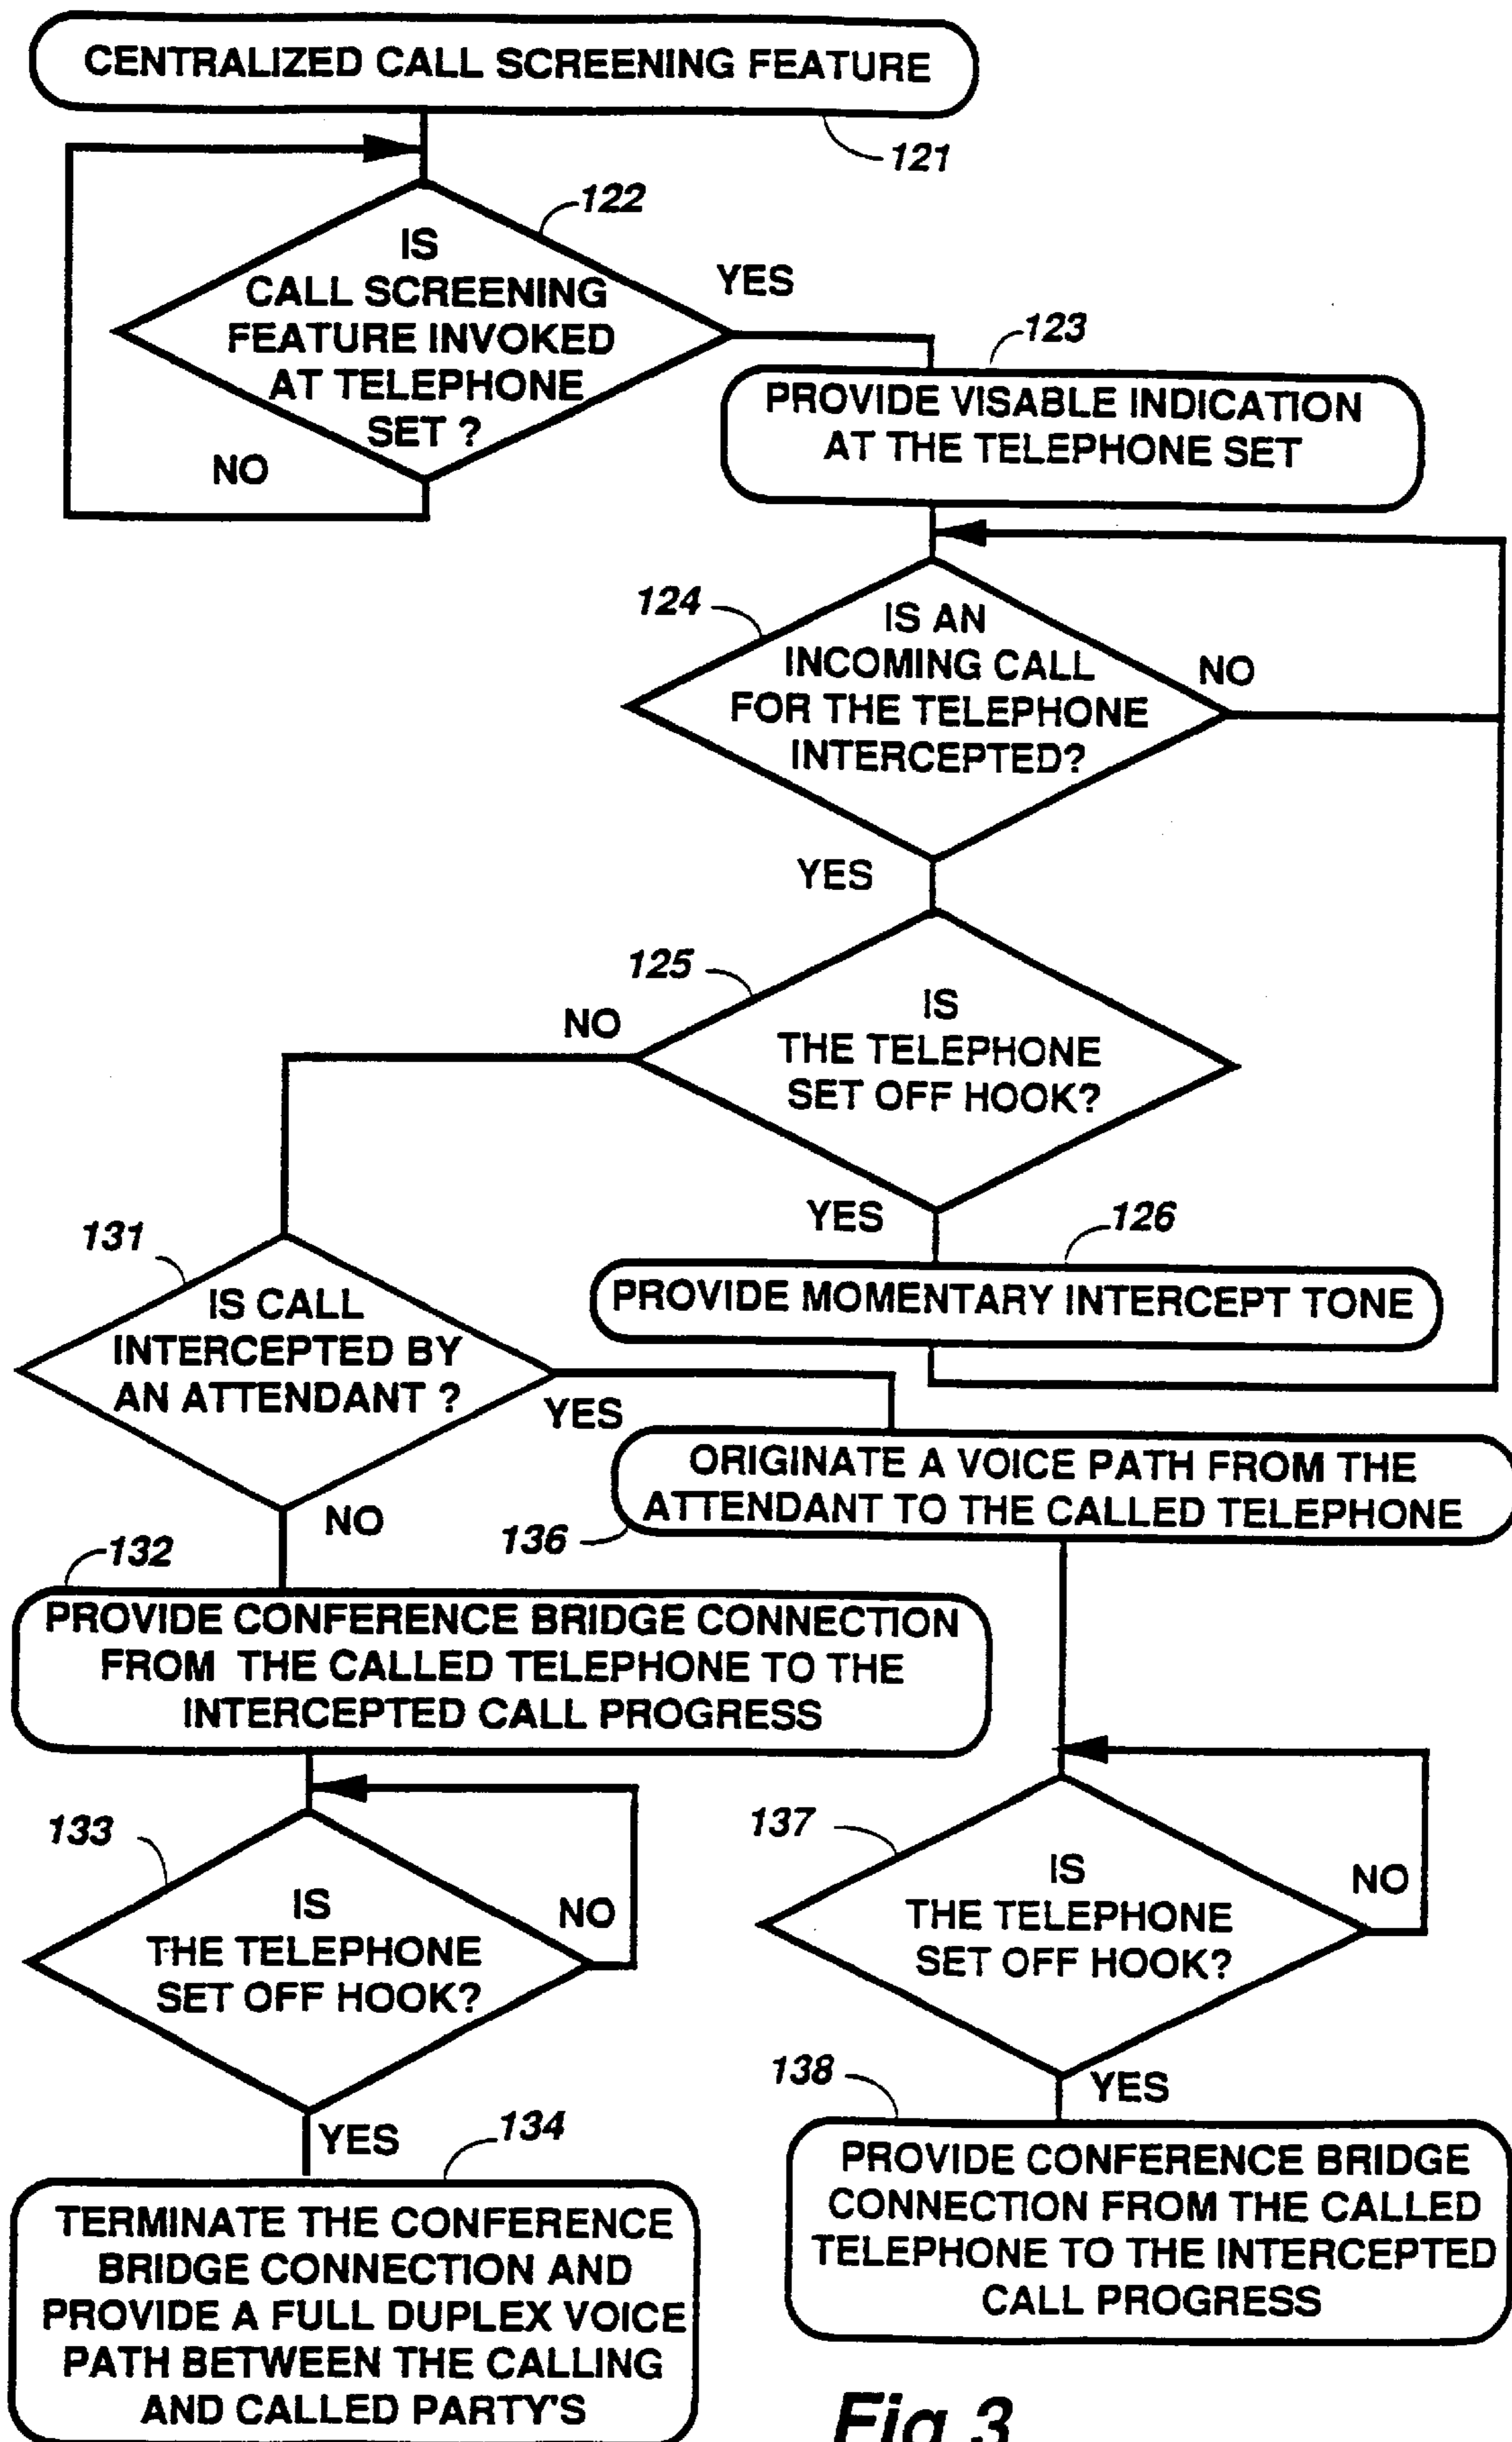 CENTRALIZED CALL SCREENING FEATURE
121
122
IS
CALL SCREENING
FEATURE INVOKED
AT TELEPHONE
SET ?
YES
NO
123
PROVIDE VISABLE INDICATION
AT THE TELEPHONE SET
124
IS AN
INCOMING CALL
FOR THE TELEPHONE
INTERCEPTED?
NO
YES
125
IS
THE TELEPHONE
SET OFF HOOK?
NO
YES
126
PROVIDE MOMENTARY INTERCEPT TONE
131
IS CALL
INTERCEPTED BY
AN ATTENDANT ?
YES
NO
ORIGINATE A VOICE PATH FROM THE
ATTENDANT TO THE CALLED TELEPHONE
136
132
PROVIDE CONFERENCE BRIDGE CONNECTION
FROM THE CALLED TELEPHONE TO THE
INTERCEPTED CALL PROGRESS
133
IS
THE TELEPHONE
SET OFF HOOK?
NO
YES
137
IS
THE TELEPHONE
SET OFF HOOK?
NO
YES
134
TERMINATE THE CONFERENCE
BRIDGE CONNECTION AND
PROVIDE A FULL DUPLEX VOICE
PATH BETWEEN THE CALLING
AND CALLED PARTY'S
138
PROVIDE CONFERENCE BRIDGE
CONNECTION FROM THE CALLED
TELEPHONE TO THE INTERCEPTED
CALL PROGRESS
Fig 3